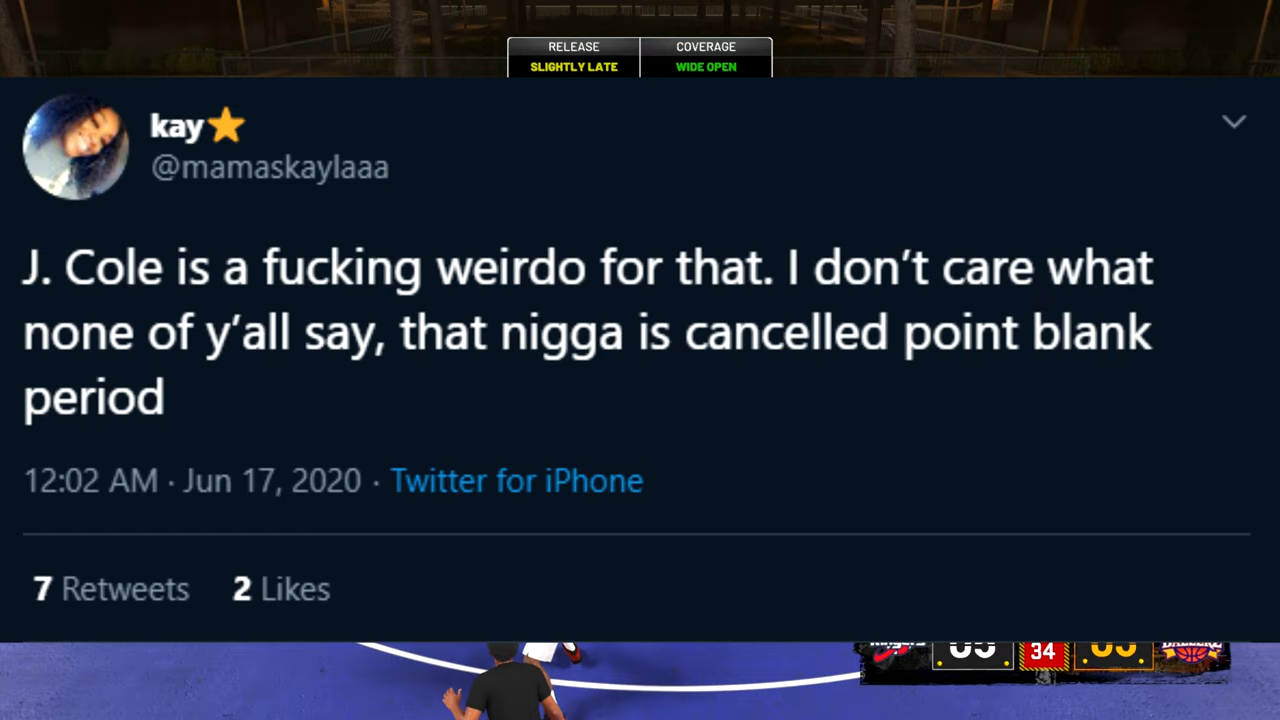 RELEASE COVERAGE
SLIGHTLY LATE WIDE OPEN
kay⭐
@mamaskaylaaa
J. Cole is a fucking weirdo for that. I don’t care what
none of y’all say, that nigga is cancelled point blank
period
12:02 AM · Jun 17, 2020 · Twitter for iPhone
7 Retweets 2 Likes
34